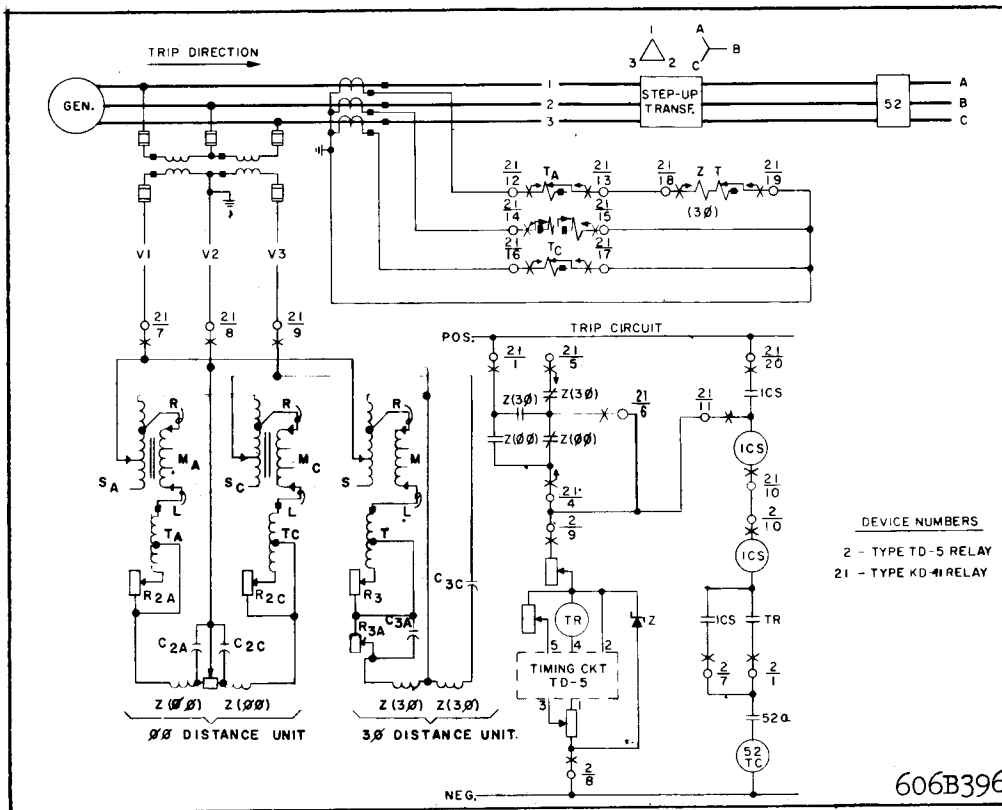 TRIP DIRECTION
1
3 2
A
B
C
GEN.
1
2
3
STEP-UP
TRANSF.
52
A
B
C
21
12
TA
21
13
21
18
Z T
(3Ø)
21
19
21
14
21
15
21
16
TC
21
17
V1
V2
V3
21
7
21
8
21
9
POS.
TRIP CIRCUIT
21
1
21
5
21
20
Z(3Ø)
Z(3Ø)
21
6
21
11
ICS
Z(ØØ)
Z(ØØ)
ICS
21
4
21
10
2
9
2
10
ICS
R
R
R
SA
MA
SC
MC
S
M
L
L
L
TA
TC
T
R2A
R2C
R3
C3C
R3A
C3A
C2A
C2C
Z(ØØ) Z(ØØ)
ØØ DISTANCE UNIT
Z(3Ø) Z(3Ø)
3Ø DISTANCE UNIT.
TR
Z
5 4 2
TIMING CKT
TD-5
3 1
2
8
ICS
TR
2
7
2
1
52a
52
TC
NEG.
DEVICE NUMBERS
2 - TYPE TD-5 RELAY
21 - TYPE KD-41 RELAY
606B396